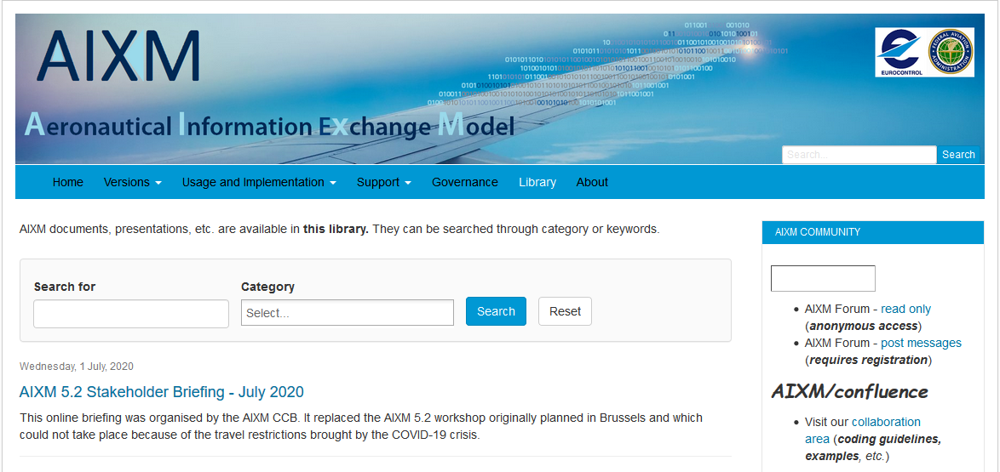 AIXM
Aeronautical Information Exchange Model
EUROCONTROL
FEDERAL AVIATION
ADMINISTRATION
Search...
Search
Home Versions Usage and Implementation Support Governance Library About
AIXM documents, presentations, etc. are available in this library. They can be searched through category or keywords.
Search for
Category
Select...
Search
Reset
Wednesday, 1 July, 2020
AIXM 5.2 Stakeholder Briefing - July 2020
This online briefing was organised by the AIXM CCB. It replaced the AIXM 5.2 workshop originally planned in Brussels and which
could not take place because of the travel restrictions brought by the COVID-19 crisis.
AIXM COMMUNITY
AIXM Forum - read only
(anonymous access)
AIXM Forum - post messages
(requires registration)
AIXM/confluence
Visit our collaboration
area (coding guidelines,
examples, etc.)